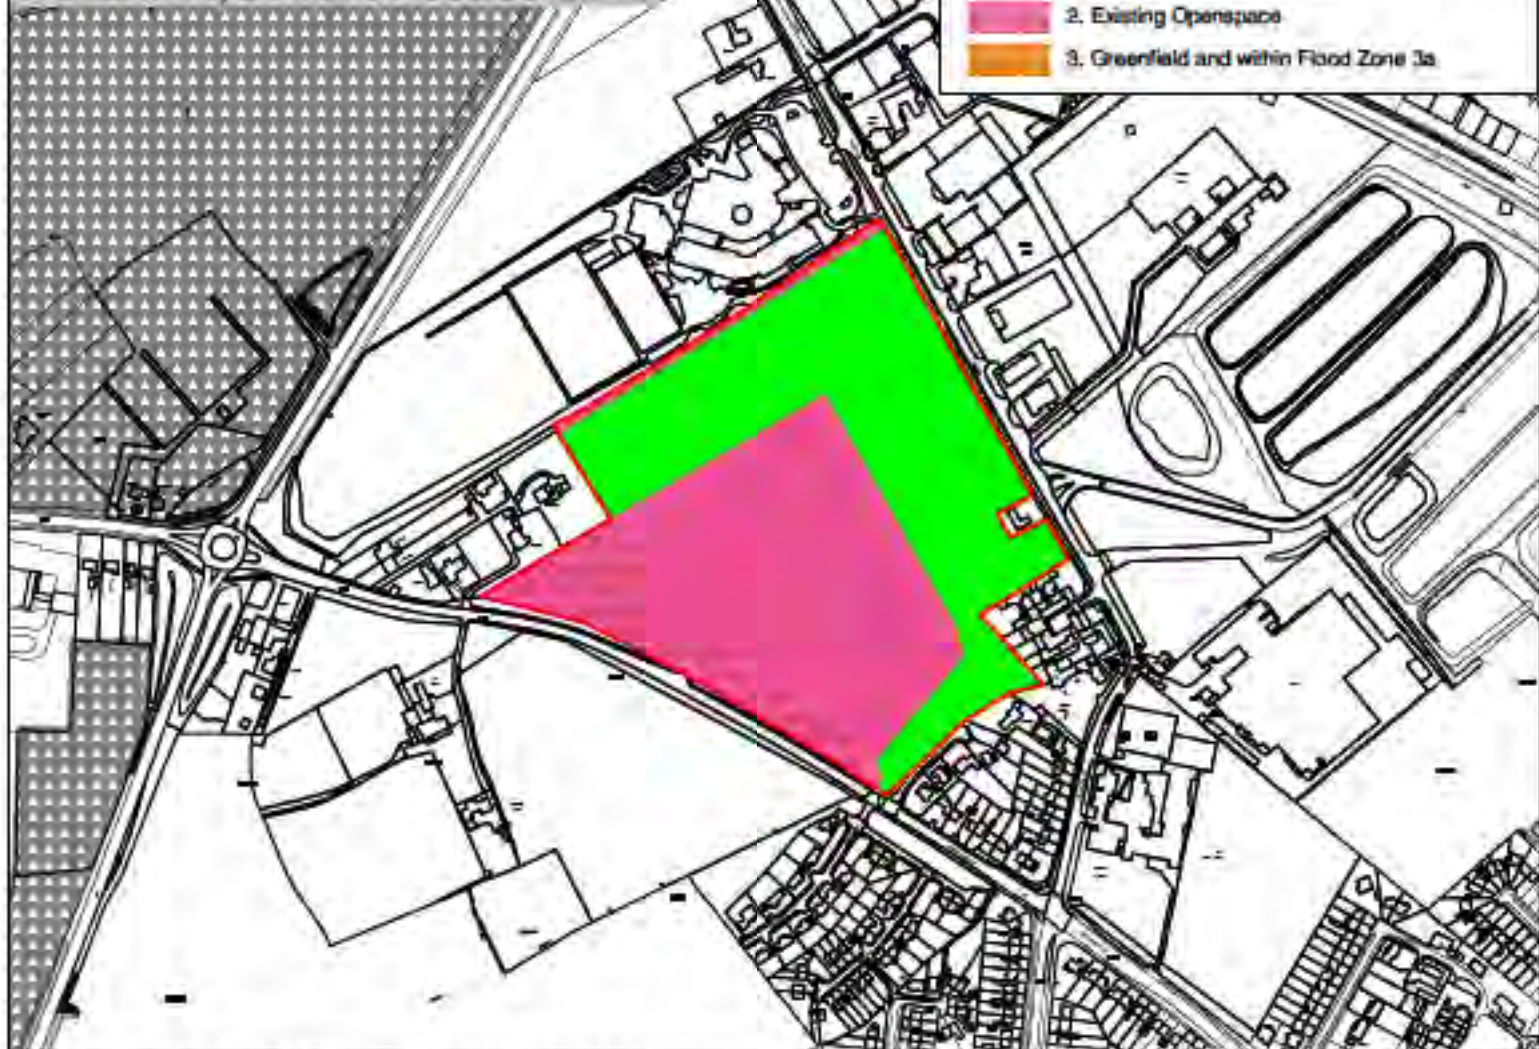 2. Existing Openspace
3. Greenfield and within Flood Zone 3a